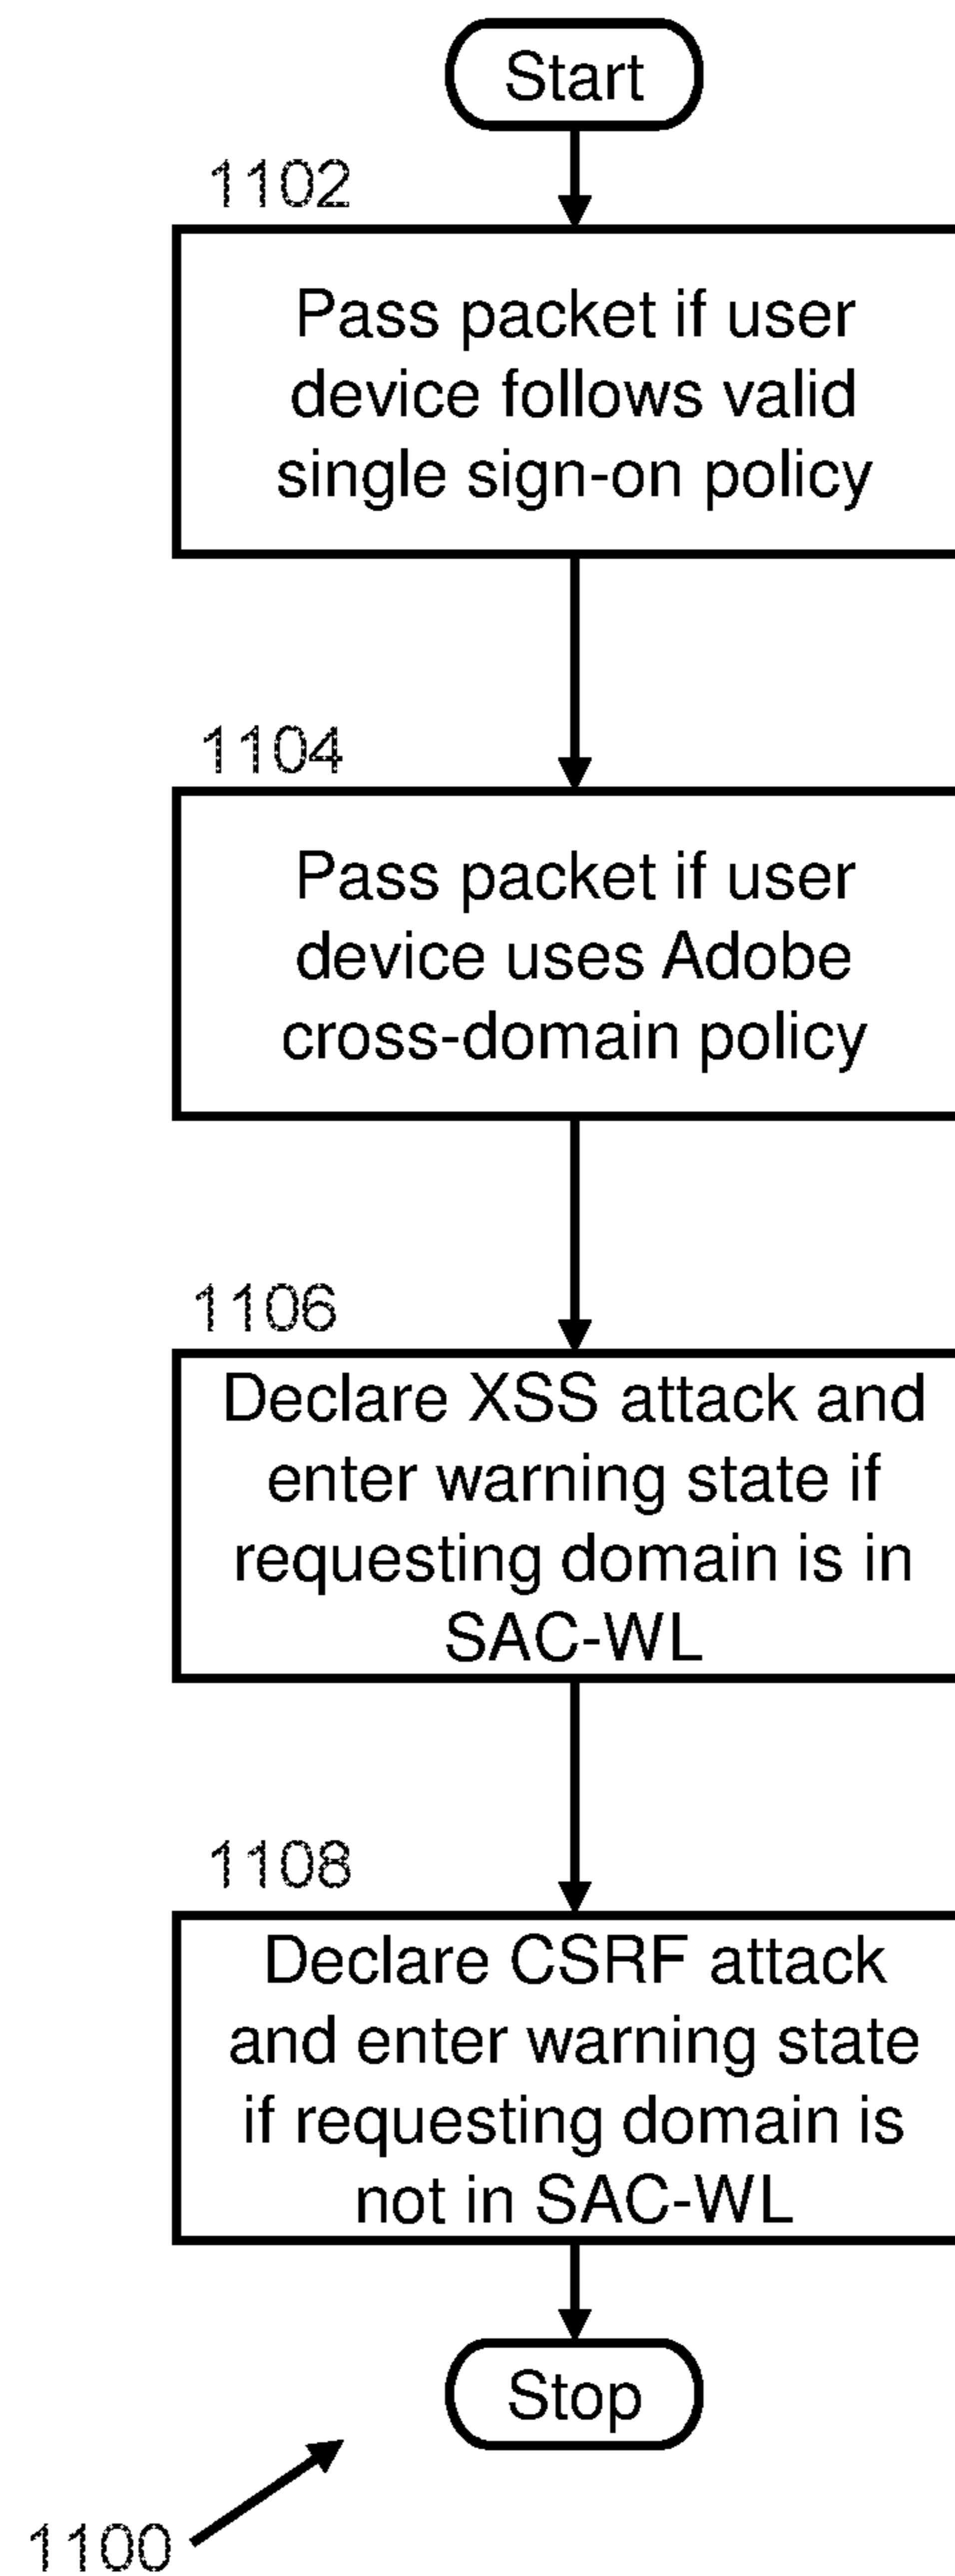 Start
1102
Pass packet if user
device follows valid
single sign-on policy
1104
Pass packet if user
device uses Adobe
cross-domain policy
1106
Declare XSS attack and
enter warning state if
requesting domain is in
SAC-WL
1108
Declare CSRF attack
and enter warning state
if requesting domain is
not in SAC-WL
Stop
1100